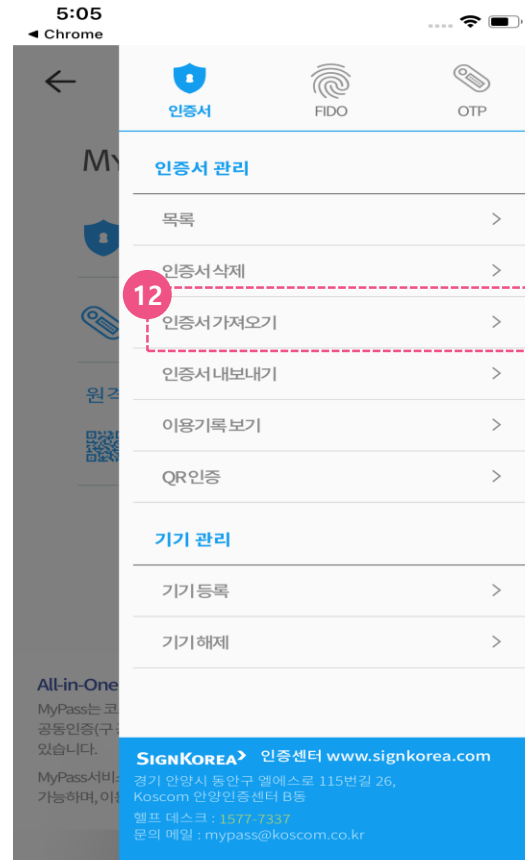 5:05
◀ Chrome
인증서
FIDO
OTP
My
인증서 관리
목록
인증서 삭제
12
인증서 가져오기
원격
인증서 내보내기
이용기록 보기
QR인증
기기 관리
기기 등록
기기 해제
All-in-One
MyPass는 코
공동인증(구
있습니다.
MyPass서비
가능하며, 이
SIGNKOREA 인증센터 www.signkorea.com
경기 안양시 동안구 엘에스로 115번길 26,
Koscom 안양인증센터 B동
헬프 데스크 : 1577-7337
문의 메일 : mypass@koscom.co.kr